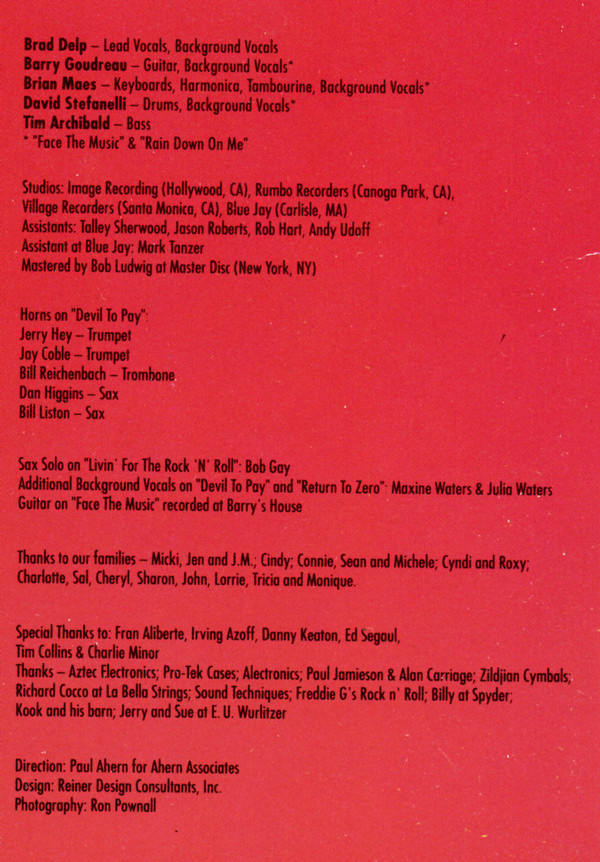 Brad Delp – Lead Vocals, Background Vocals
Barry Goudreau – Guitar, Background Vocals*
Brian Maes – Keyboards, Harmonica, Tambourine, Background Vocals*
David Stefanelli – Drums, Background Vocals*
Tim Archibald – Bass
* "Face The Music" & "Rain Down On Me"
Studios: Image Recording (Hollywood, CA), Rumbo Recorders (Canoga Park, CA),
Village Recorders (Santa Monica, CA), Blue Jay (Carlisle, MA)
Assistants: Talley Sherwood, Jason Roberts, Rob Hart, Andy Udoff
Assistant at Blue Jay: Mark Tanzer
Mastered by Bob Ludwig at Master Disc (New York, NY)
Horns on "Devil To Pay":
Jerry Hey – Trumpet
Jay Coble – Trumpet
Bill Reichenbach – Trombone
Dan Higgins – Sax
Bill Liston – Sax
Sax Solo on "Livin' For The Rock 'N' Roll": Bob Gay
Additional Background Vocals on "Devil To Pay" and "Return To Zero": Maxine Waters & Julia Waters
Guitar on "Face The Music" recorded at Barry's House
Thanks to our families – Micki, Jen and J.M.; Cindy; Connie, Sean and Michele; Cyndi and Roxy;
Charlotte, Sal, Cheryl, Sharon, John, Lorrie, Tricia and Monique.
Special Thanks to: Fran Aliberte, Irving Azoff, Danny Keaton, Ed Segaul,
Tim Collins & Charlie Minor
Thanks – Aztec Electronics; Pro-Tek Cases; Alectronics; Paul Jamieson & Alan Carriage; Zildjian Cymbals;
Richard Cocco at La Bella Strings; Sound Techniques; Freddie G's Rock n' Roll; Billy at Spyder;
Kook and his barn; Jerry and Sue at E. U. Wurlitzer
Direction: Paul Ahern for Ahern Associates
Design: Reiner Design Consultants, Inc.
Photography: Ron Pownall